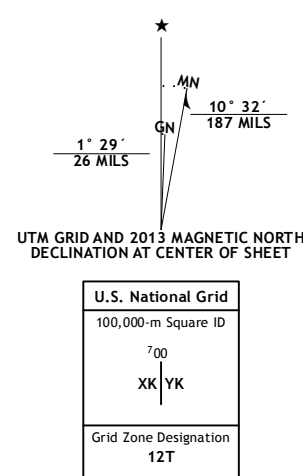 ★
MN
GN
10° 32´
187 MILS
1° 29´
26 MILS
UTM GRID AND 2013 MAGNETIC NORTH
DECLINATION AT CENTER OF SHEET
U.S. National Grid
100,000-m Square ID
⁷00
XK YK
Grid Zone Designation
12T